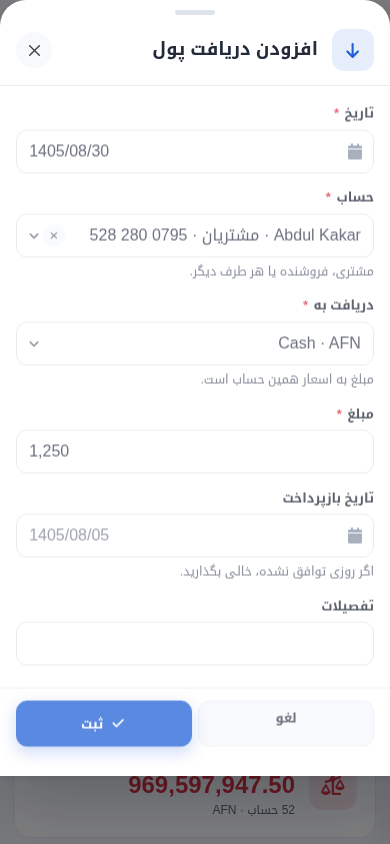 افزودن دریافت پول
تاریخ *
1405/08/30
حساب *
Abdul Kakar · مشتریان · 0795 280 528
مشتری، فروشنده یا هر طرف دیگر.
دریافت به *
Cash · AFN
مبلغ به اسعار همین حساب است.
مبلغ *
1,250
تاریخ بازپرداخت
1405/08/05
اگر روزی توافق نشده، خالی بگذارید.
تفصیلات
لغو
ثبت
969,597,947.50
52 حساب · AFN